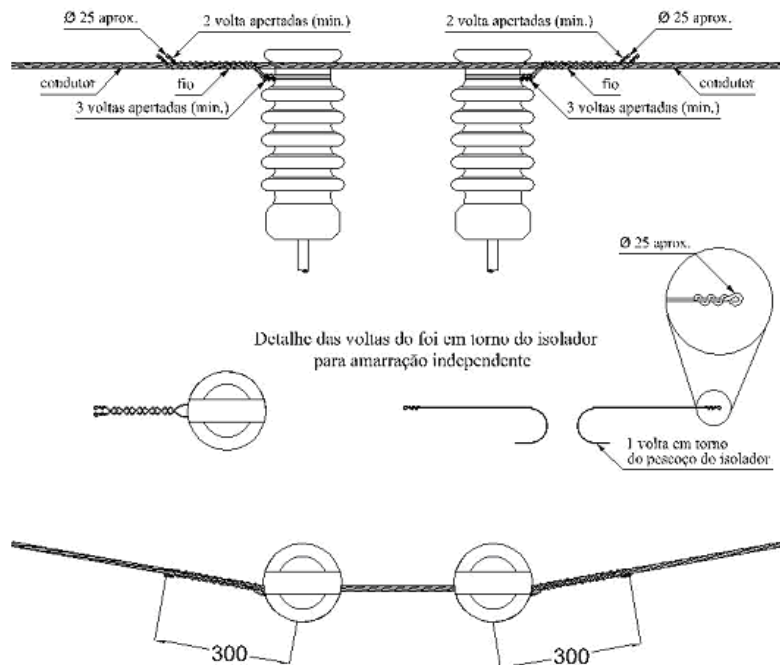 Ø 25 aprox.
2 volta apertadas (min.)
2 volta apertadas (min.)
Ø 25 aprox.
condutor
fio
fio
condutor
3 voltas apertadas (min.)
3 voltas apertadas (min.)
Ø 25 aprox.
Detalhe das voltas do foi em torno do isolador
para amarração independente
1 volta em torno
do pescoço do isolador
300
300